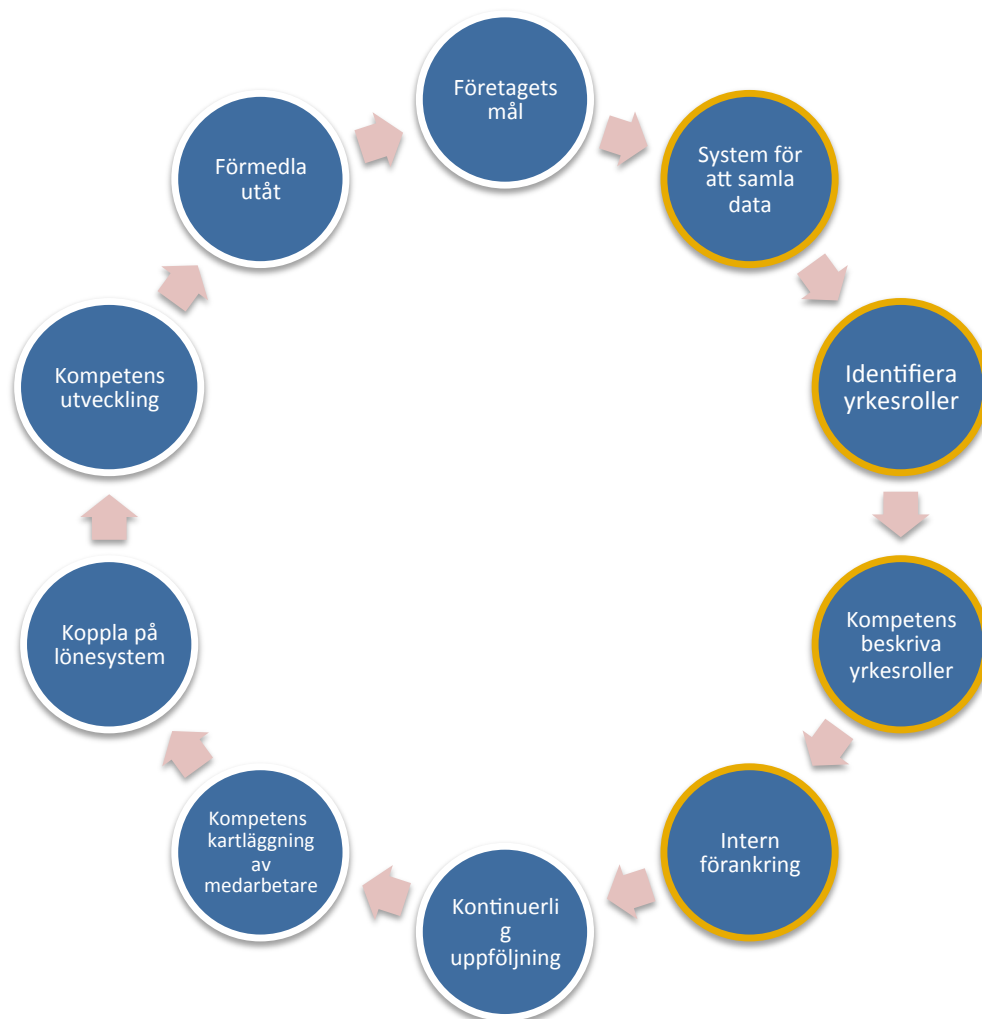 Företagets
mål
System för
att samla
data
Identifiera
yrkesroller
Kompetens
beskriva
yrkesroller
Intern
förankring
Kontinuerli
g
uppföljning
Kompetens
kartläggning
av
medarbetare
Koppla på
lönesystem
Kompetens
utveckling
Förmedla
utåt